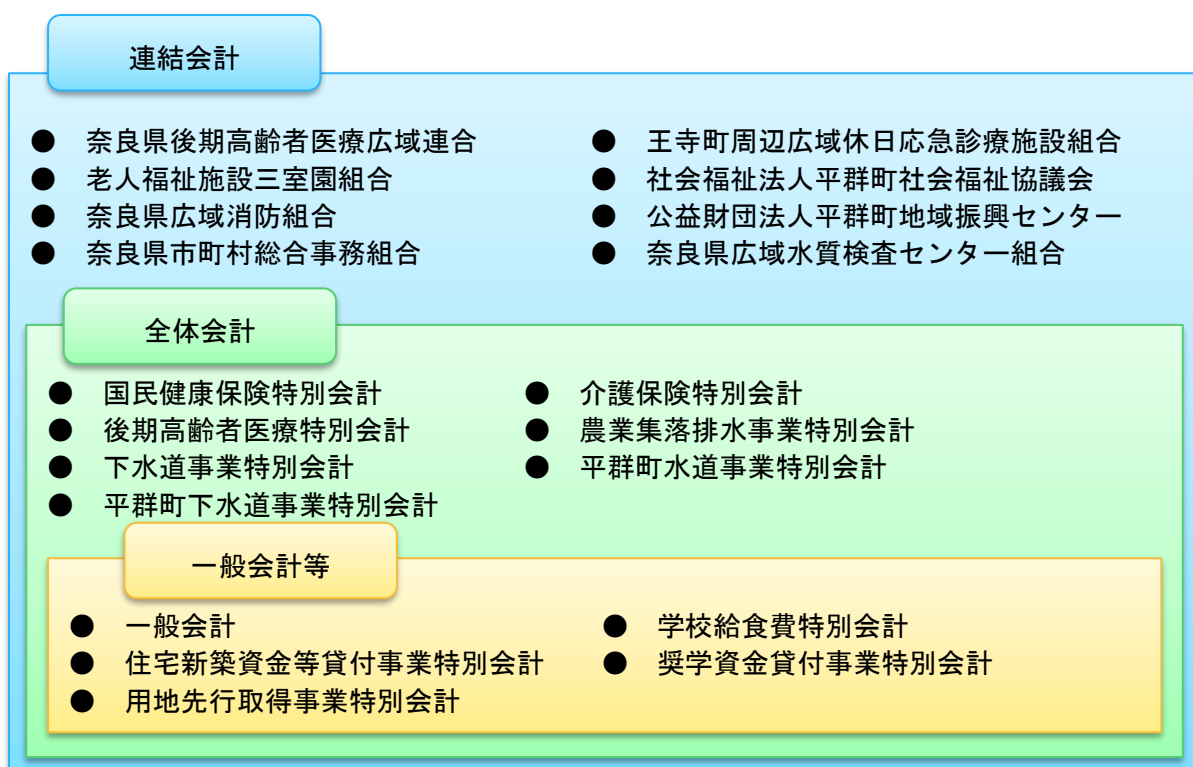 連結会計
● 奈良県後期高齢者医療広域連合
● 老人福祉施設三室園組合
● 奈良県広域消防組合
● 奈良県市町村総合事務組合
● 王寺町周辺広域休日応急診療施設組合
● 社会福祉法人平群町社会福祉協議会
● 公益財団法人平群町地域振興センター
● 奈良県広域水質検査センター組合
全体会計
● 国民健康保険特別会計
● 後期高齢者医療特別会計
● 下水道事業特別会計
● 平群町下水道事業特別会計
● 介護保険特別会計
● 農業集落排水事業特別会計
● 平群町水道事業特別会計
一般会計等
● 一般会計
● 住宅新築資金等貸付事業特別会計
● 用地先行取得事業特別会計
● 学校給食費特別会計
● 奨学資金貸付事業特別会計